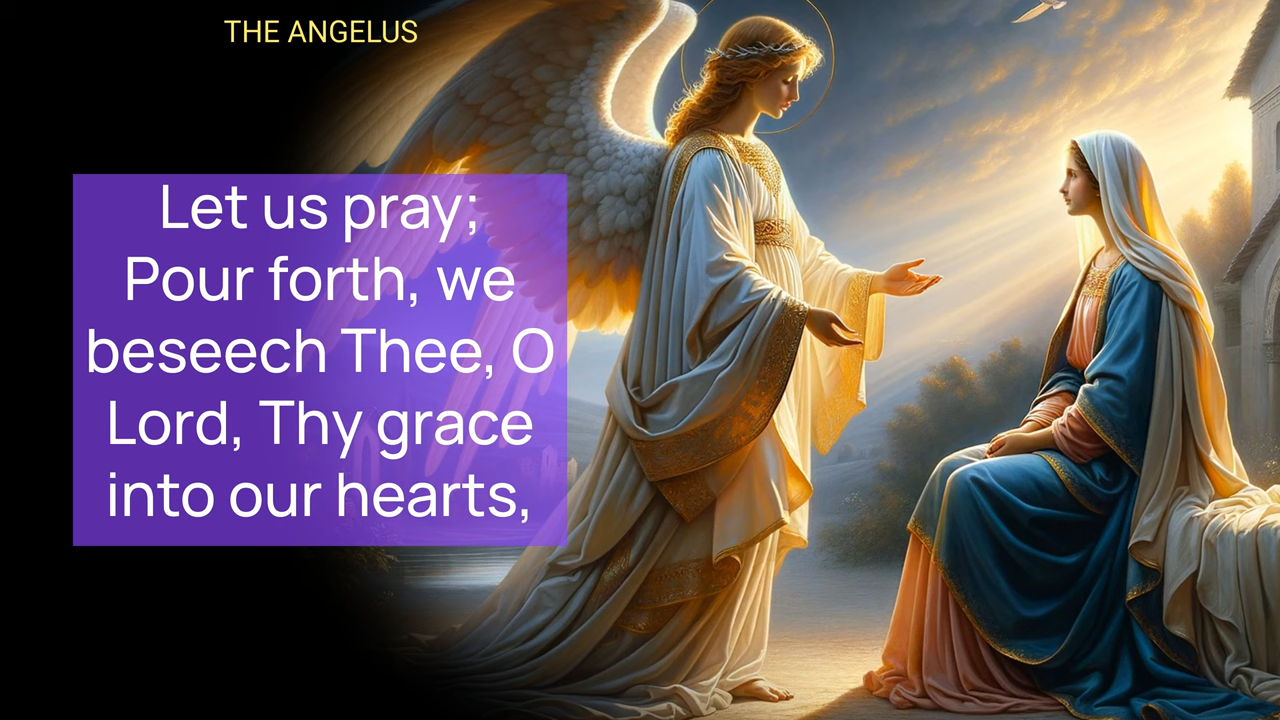 THE ANGELUS
Let us pray;
Pour forth, we
beseech Thee, O
Lord, Thy grace
into our hearts,